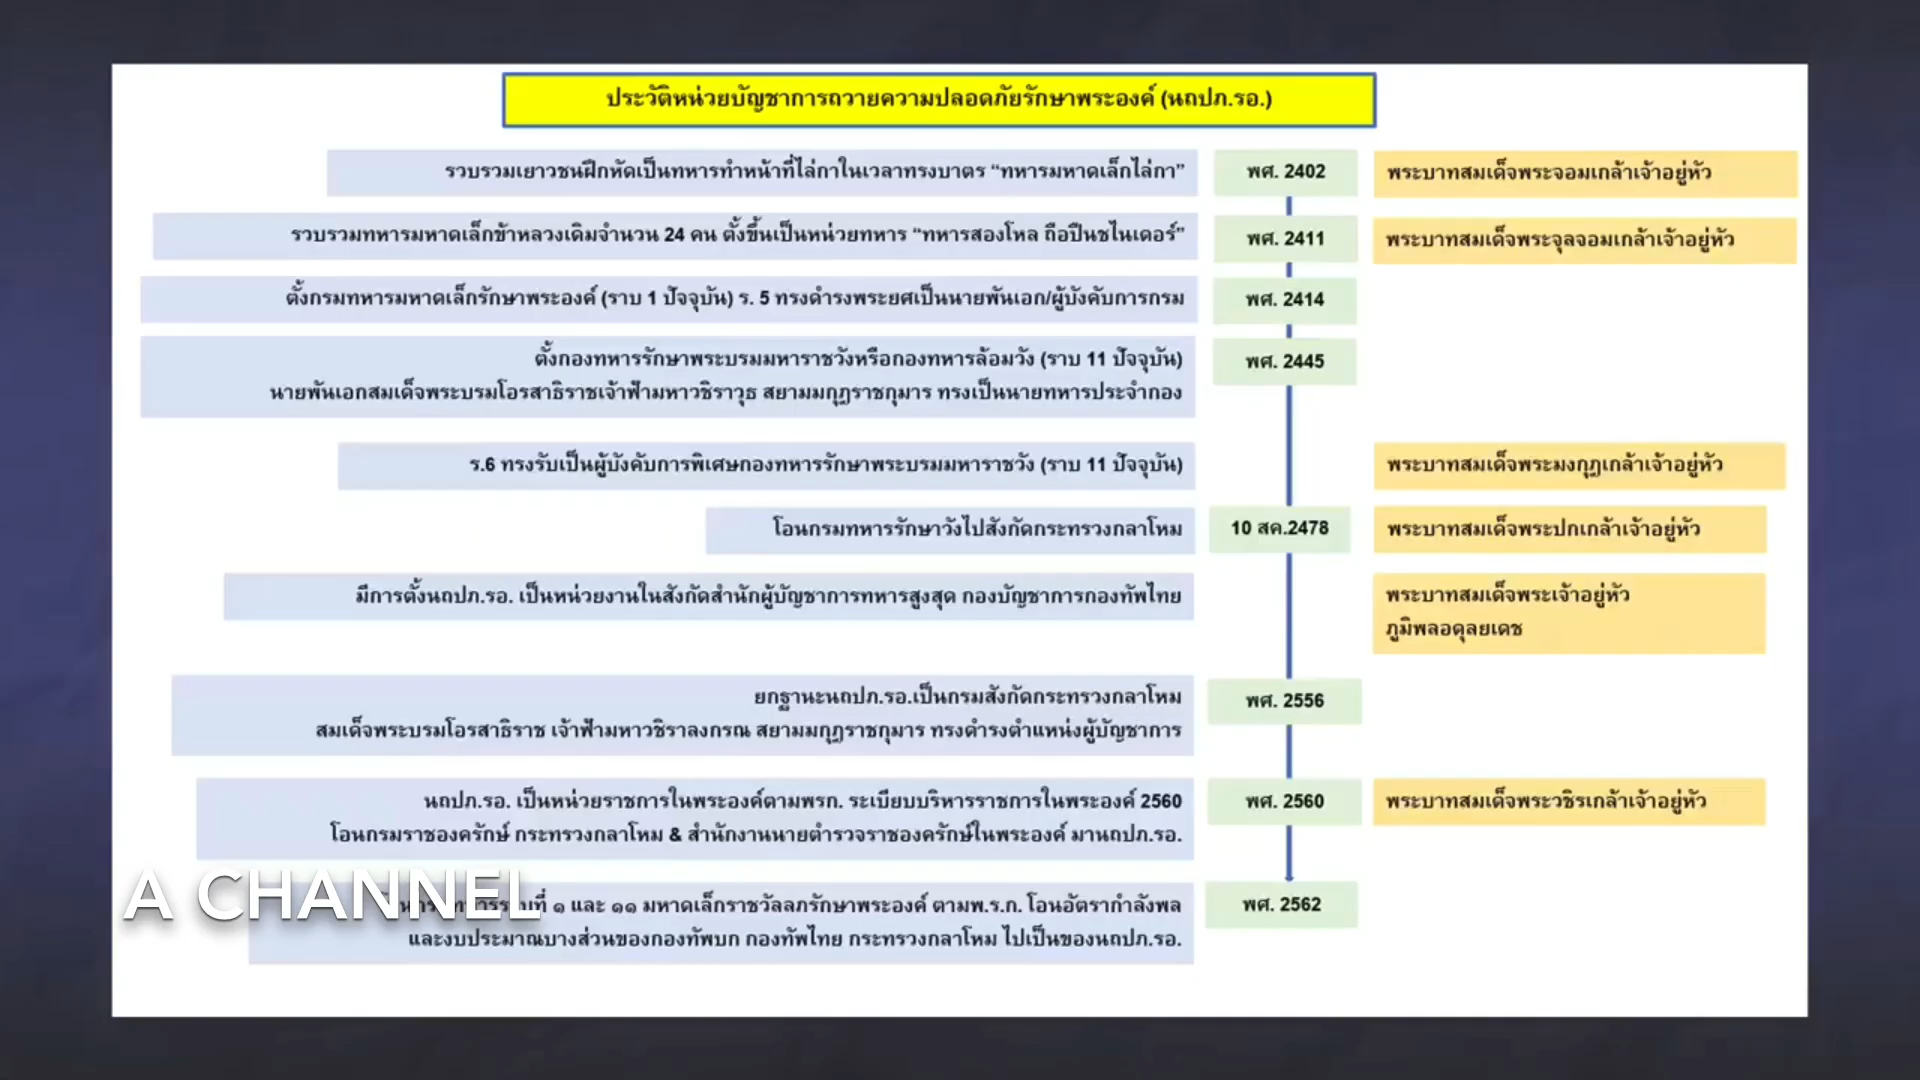 ประวัติหน่วยบัญชาการถวายความปลอดภัยรักษาพระองค์ (นถปภ.รอ.)
รวบรวมเยาวชนฝึกหัดเป็นทหารทำหน้าที่ไล่กาในเวลาทรงบาตร “ทหารมหาดเล็กไล่กา”
พศ. 2402
พระบาทสมเด็จพระจอมเกล้าเจ้าอยู่หัว
รวบรวมทหารมหาดเล็กข้าหลวงเดิมจำนวน 24 คน ตั้งขึ้นเป็นหน่วยทหาร “ทหารสองโหล ถือปืนชไนเดอร์”
พศ. 2411
พระบาทสมเด็จพระจุลจอมเกล้าเจ้าอยู่หัว
ตั้งกรมทหารมหาดเล็กรักษาพระองค์ (ราบ 1 ปัจจุบัน) ร. 5 ทรงดำรงพระยศเป็นนายพันเอก/ผู้บังคับการกรม
พศ. 2414
ตั้งกองทหารรักษาพระบรมมหาราชวังหรือกองทหารล้อมวัง (ราบ 11 ปัจจุบัน)
นายพันเอกสมเด็จพระบรมโอรสาธิราชเจ้าฟ้ามหาวชิราวุธ สยามมกุฎราชกุมาร ทรงเป็นนายทหารประจำกอง
พศ. 2445
ร.6 ทรงรับเป็นผู้บังคับการพิเศษกองทหารรักษาพระบรมมหาราชวัง (ราบ 11 ปัจจุบัน)
พระบาทสมเด็จพระมงกุฎเกล้าเจ้าอยู่หัว
โอนกรมทหารรักษาวังไปสังกัดกระทรวงกลาโหม
10 สค.2478
พระบาทสมเด็จพระปกเกล้าเจ้าอยู่หัว
มีการตั้งนถปภ.รอ. เป็นหน่วยงานในสังกัดสำนักผู้บัญชาการทหารสูงสุด กองบัญชาการกองทัพไทย
พระบาทสมเด็จพระเจ้าอยู่หัว
ภูมิพลอดุลยเดช
ยกฐานะนถปภ.รอ.เป็นกรมสังกัดกระทรวงกลาโหม
สมเด็จพระบรมโอรสาธิราช เจ้าฟ้ามหาวชิราลงกรณ สยามมกุฎราชกุมาร ทรงดำรงตำแหน่งผู้บัญชาการ
พศ. 2556
นถปภ.รอ. เป็นหน่วยราชการในพระองค์ตามพรก. ระเบียบบริหารราชการในพระองค์ 2560
โอนกรมราชองครักษ์ กระทรวงกลาโหม & สำนักงานนายตำรวจราชองครักษ์ในพระองค์ มานถปภ.รอ.
พศ. 2560
พระบาทสมเด็จพระวชิรเกล้าเจ้าอยู่หัว
A CHANNEL
๑ และ ๑๑ มหาดเล็กราชวัลลภรักษาพระองค์ ตามพ.ร.ก. โอนอัตรากำลังพล
และงบประมาณบางส่วนของกองทัพบก กองทัพไทย กระทรวงกลาโหม ไปเป็นของนถปภ.รอ.
พศ. 2562